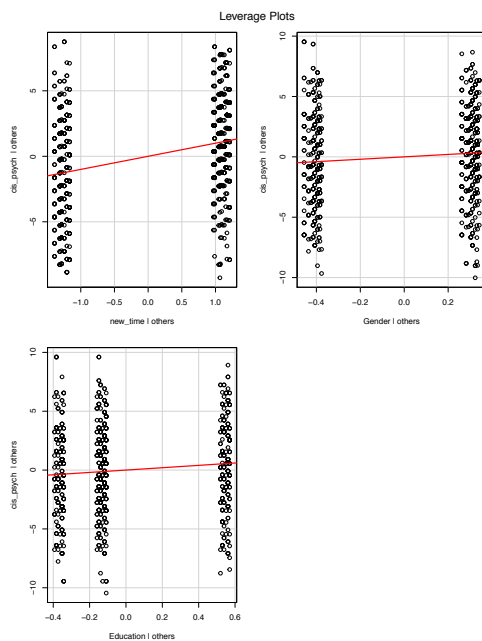 Leverage Plots
cis_psych | others
5
0
−5
−1.0 −0.5 0.0 0.5 1.0
new_time | others
cis_psych | others
5
0
−5
−10
−0.4 −0.2 0.0 0.2
Gender | others
cis_psych | others
10
5
0
−5
−10
−0.4 −0.2 0.0 0.2 0.4 0.6
Education | others